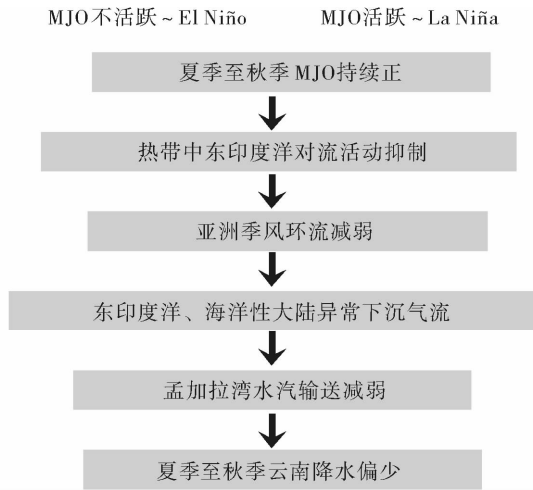 MJO不活跃~El Niño MJO活跃~La Niña
夏季至秋季MJO持续正
热带中东印度洋对流活动抑制
亚洲季风环流减弱
东印度洋、海洋性大陆异常下沉气流
孟加拉湾水汽输送减弱
夏季至秋季云南降水偏少